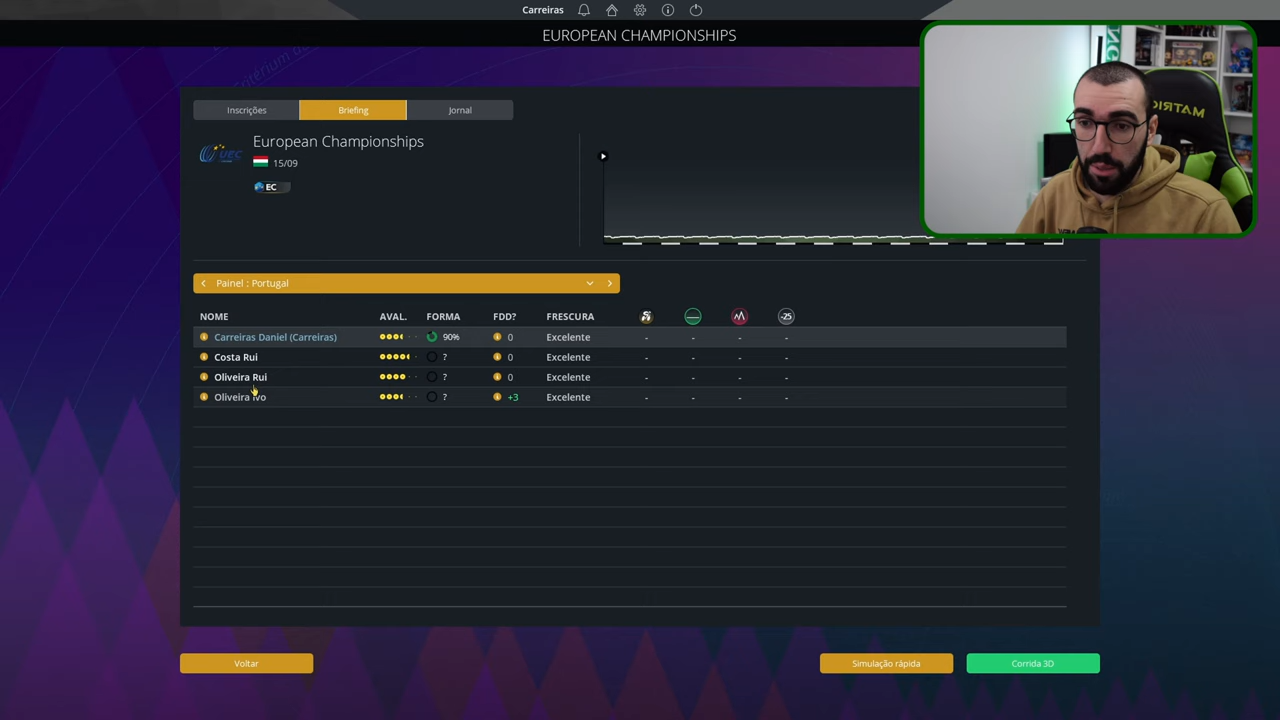 Carreiras
EUROPEAN CHAMPIONSHIPS
Inscrições
Briefing
Jornal
European Championships
UEC
15/09
EC
Painel : Portugal
NOME AVAL. FORMA FDD? FRESCURA -25
Carreiras Daniel (Carreiras) 90% 0 Excelente - - - -
Costa Rui ? 0 Excelente - - - -
Oliveira Rui ? 0 Excelente - - - -
Oliveira Ivo ? +3 Excelente - - - -
Voltar
Simulação rápida
Corrida 3D